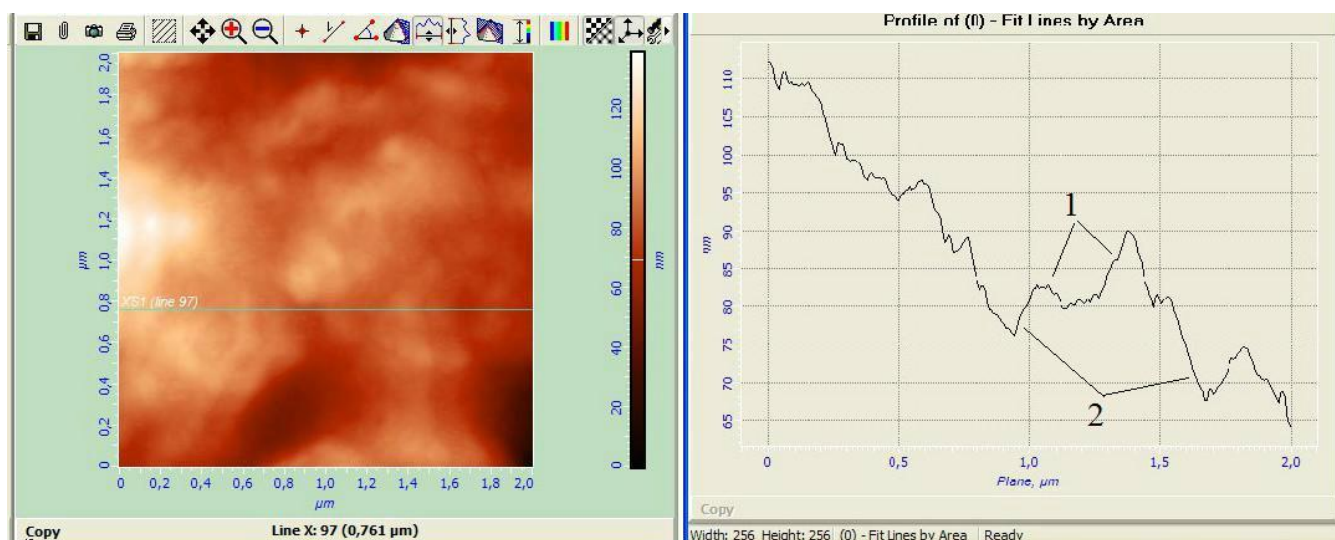 Profile of (0) - Fit Lines by Area
2,0
1,8
1,6
1,4
1,2
1,0
0,8
0,6
0,4
0,2
0
µm
XS1 (line 97)
0 0,2 0,4 0,6 0,8 1,0 1,2 1,4 1,6 1,8 2,0
µm
120
100
80
60
40
20
0
nm
Copy
Line X: 97 (0,761 µm)
110
105
100
95
90
85
80
75
70
65
nm
1
2
0 0,5 1,0 1,5 2,0
Plane, µm
Copy
Width: 256 Height: 256 (0) - Fit Lines by Area Ready